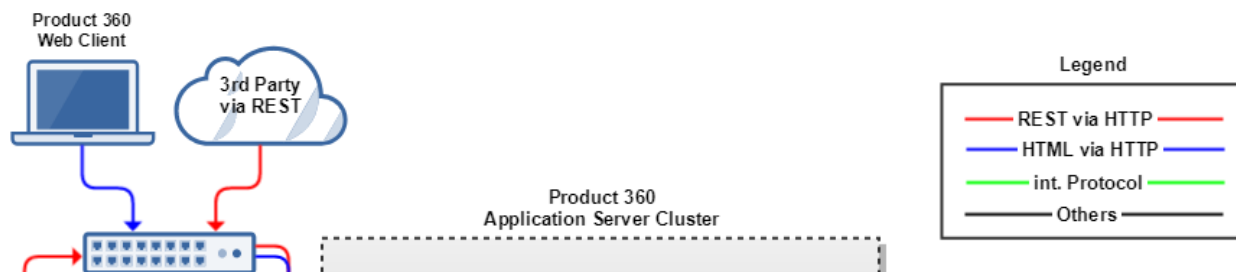 Product 360
Web Client
3rd Party
via REST
Legend
REST via HTTP
HTML via HTTP
int. Protocol
Others
Product 360
Application Server Cluster